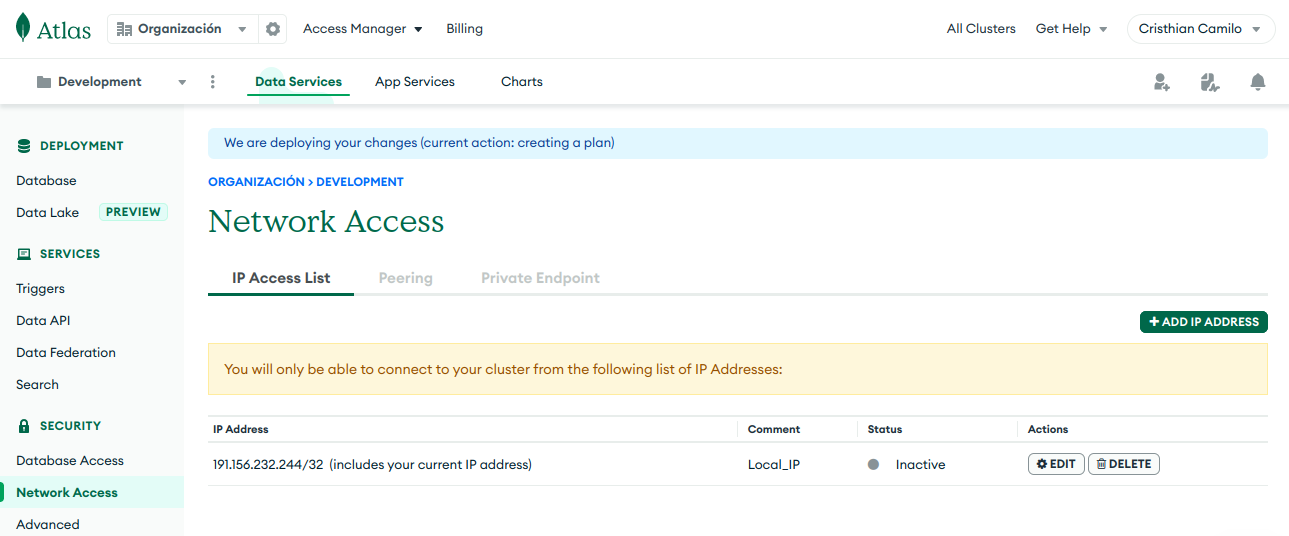 Atlas
Organización
Access Manager
Billing
All Clusters
Get Help
Cristhian Camilo
Development
Data Services
App Services
Charts
DEPLOYMENT
Database
Data Lake PREVIEW
SERVICES
Triggers
Data API
Data Federation
Search
SECURITY
Database Access
Network Access
Advanced
We are deploying your changes (current action: creating a plan)
ORGANIZACIÓN > DEVELOPMENT
Network Access
IP Access List
Peering
Private Endpoint
+ ADD IP ADDRESS
You will only be able to connect to your cluster from the following list of IP Addresses:
IP Address Comment Status Actions
191.156.232.244/32 (includes your current IP address) Local_IP Inactive EDIT DELETE